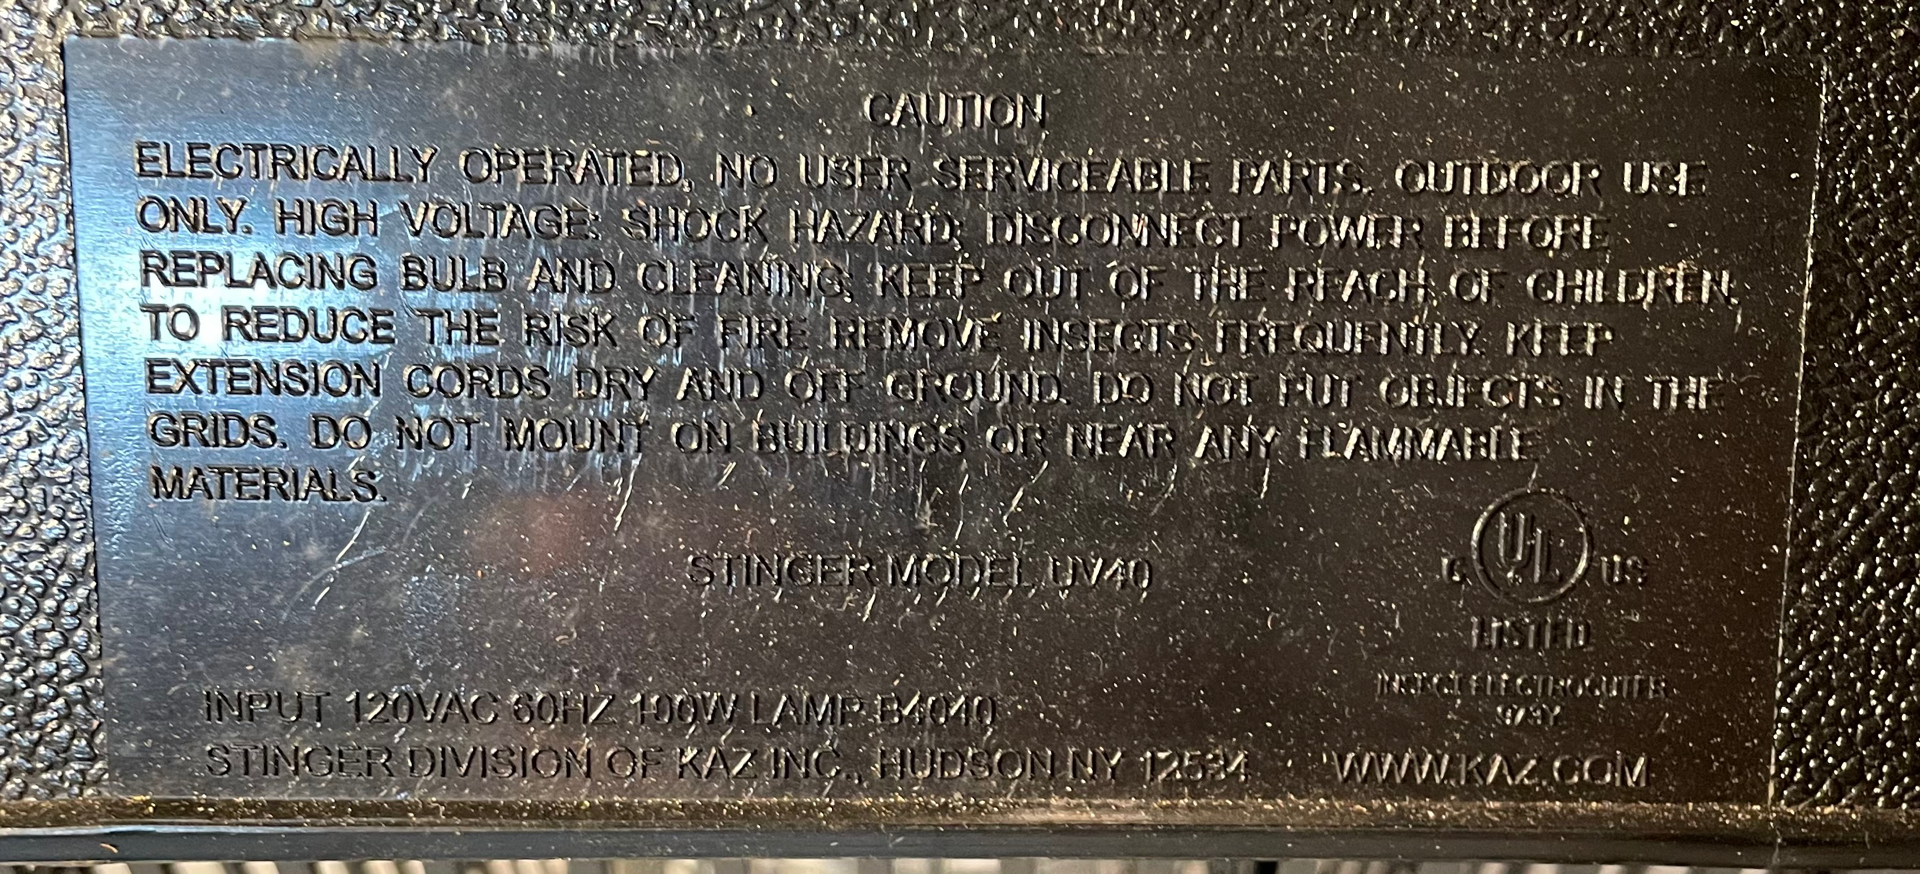 CAUTION
ELECTRICALLY OPERATED, NO USER SERVICEABLE PARTS. OUTDOOR USE
ONLY. HIGH VOLTAGE: SHOCK HAZARD; DISCONNECT POWER BEFORE
REPLACING BULB AND CLEANING; KEEP OUT OF THE REACH OF CHILDREN.
TO REDUCE THE RISK OF FIRE REMOVE INSECTS FREQUENTLY. KEEP
EXTENSION CORDS DRY AND OFF GROUND. DO NOT PUT OBJECTS IN THE
GRIDS. DO NOT MOUNT ON BUILDINGS OR NEAR ANY FLAMMABLE
MATERIALS.
STINGER MODEL UV40
C UL US
LISTED
INSECT ELECTROCUTER
INPUT 120VAC 60HZ 100W LAMP B4040
STINGER DIVISION OF KAZ INC., HUDSON NY 12534 WWW.KAZ.COM